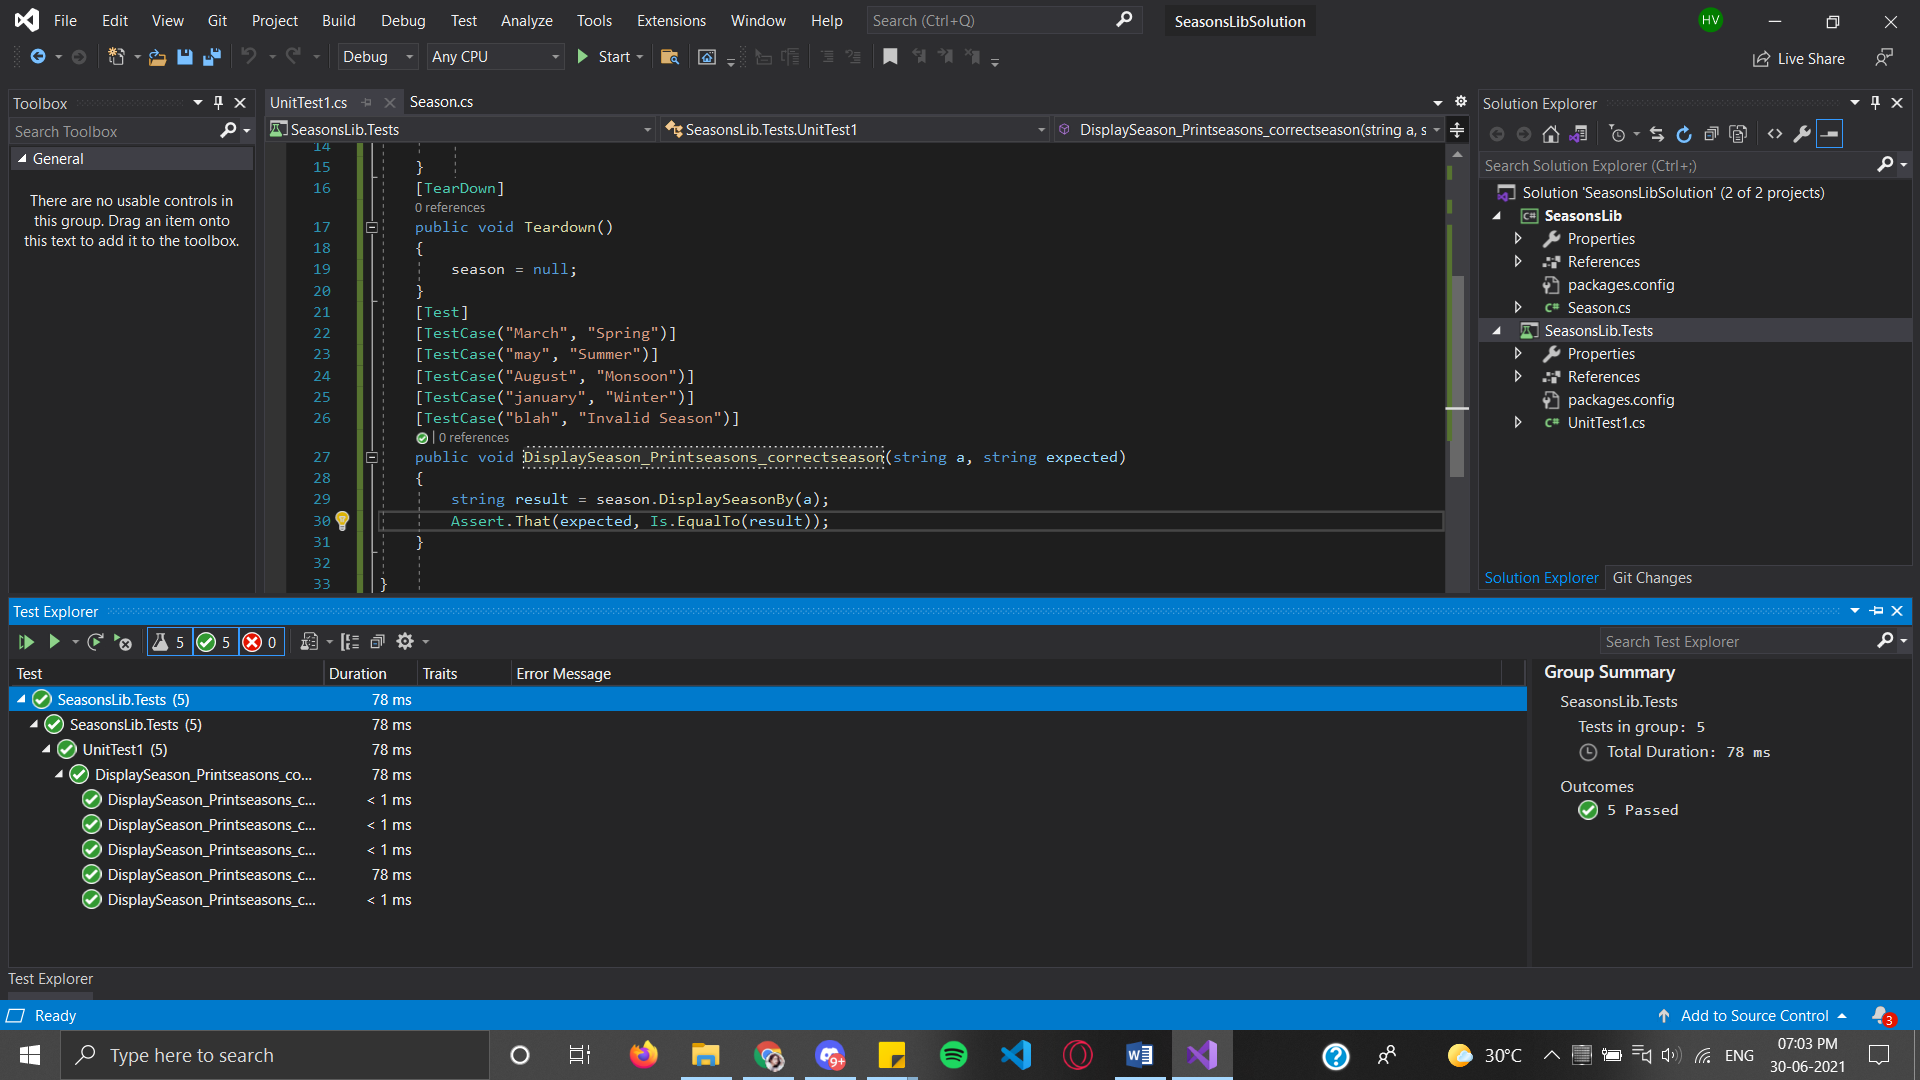 File Edit View Git Project Build Debug Test Analyze Tools Extensions Window Help Search (Ctrl+Q) SeasonsLibSolution HV
Debug Any CPU Start Live Share
Toolbox
Search Toolbox
General
There are no usable controls in
this group. Drag an item onto
this text to add it to the toolbox.
UnitTest1.cs Season.cs
SeasonsLib.Tests SeasonsLib.Tests.UnitTest1 DisplaySeason_Printseasons_correctseason(string a, s
14
15 }
16 [TearDown]
0 references
17 public void Teardown()
18 {
19 season = null;
20 }
21 [Test]
22 [TestCase("March", "Spring")]
23 [TestCase("may", "Summer")]
24 [TestCase("August", "Monsoon")]
25 [TestCase("january", "Winter")]
26 [TestCase("blah", "Invalid Season")]
| 0 references
27 public void DisplaySeason_Printseasons_correctseason(string a, string expected)
28 {
29 string result = season.DisplaySeasonBy(a);
30 Assert.That(expected, Is.EqualTo(result));
31 }
32
33 }
Solution Explorer
Search Solution Explorer (Ctrl+;)
Solution 'SeasonsLibSolution' (2 of 2 projects)
SeasonsLib
Properties
References
packages.config
Season.cs
SeasonsLib.Tests
Properties
References
packages.config
UnitTest1.cs
Solution Explorer Git Changes
Test Explorer
5 5 0 Search Test Explorer
Test Duration Traits Error Message
SeasonsLib.Tests (5) 78 ms
SeasonsLib.Tests (5) 78 ms
UnitTest1 (5) 78 ms
DisplaySeason_Printseasons_co... 78 ms
DisplaySeason_Printseasons_c... < 1 ms
DisplaySeason_Printseasons_c... < 1 ms
DisplaySeason_Printseasons_c... < 1 ms
DisplaySeason_Printseasons_c... 78 ms
DisplaySeason_Printseasons_c... < 1 ms
Group Summary
SeasonsLib.Tests
Tests in group: 5
Total Duration: 78 ms
Outcomes
5 Passed
Test Explorer
Ready Add to Source Control 3
Type here to search 9+ 30°C ENG 07:03 PM
30-06-2021